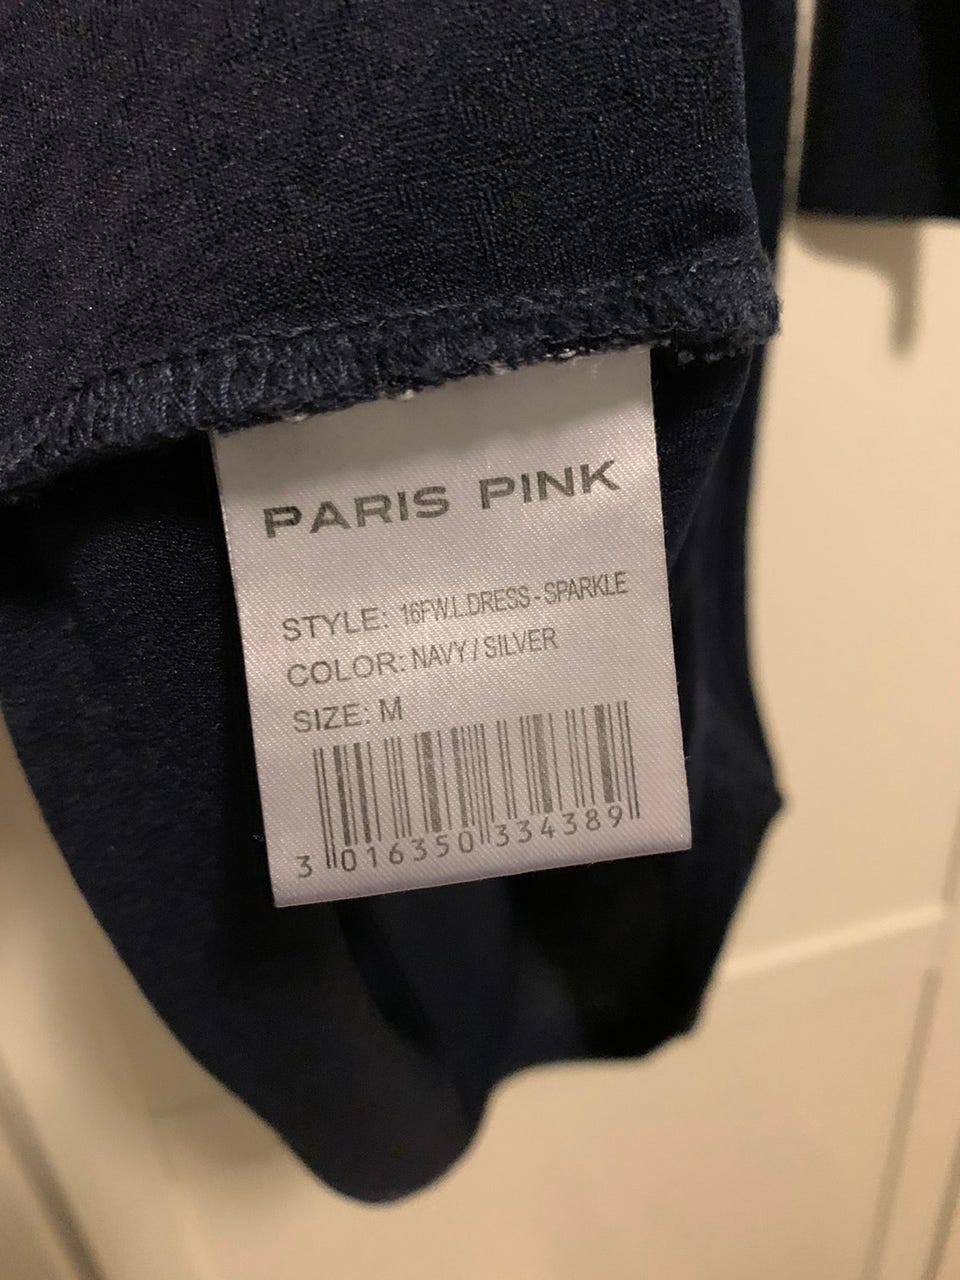 PARIS PINK
STYLE: 16FW.L.DRESS - SPARKLE
COLOR: NAVY / SILVER
SIZE: M
3 016350 334389